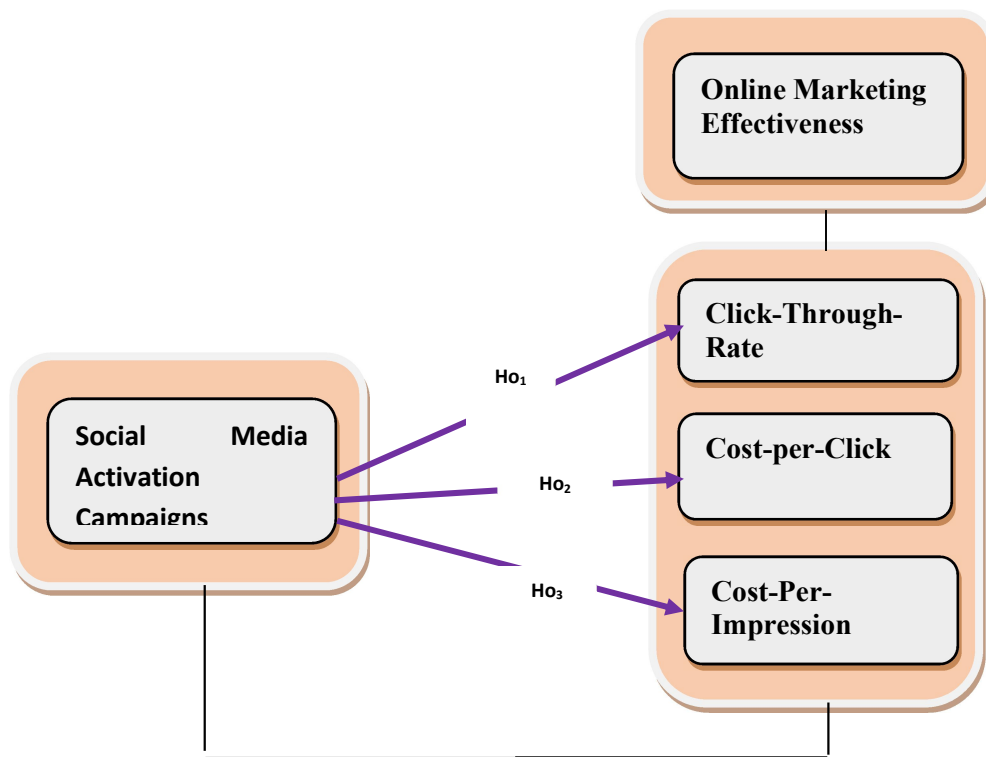 Online Marketing
Effectiveness
Click-Through-
Rate
Ho₁
Social Media
Activation
Campaigns
Cost-per-Click
Ho₂
Ho₃
Cost-Per-
Impression